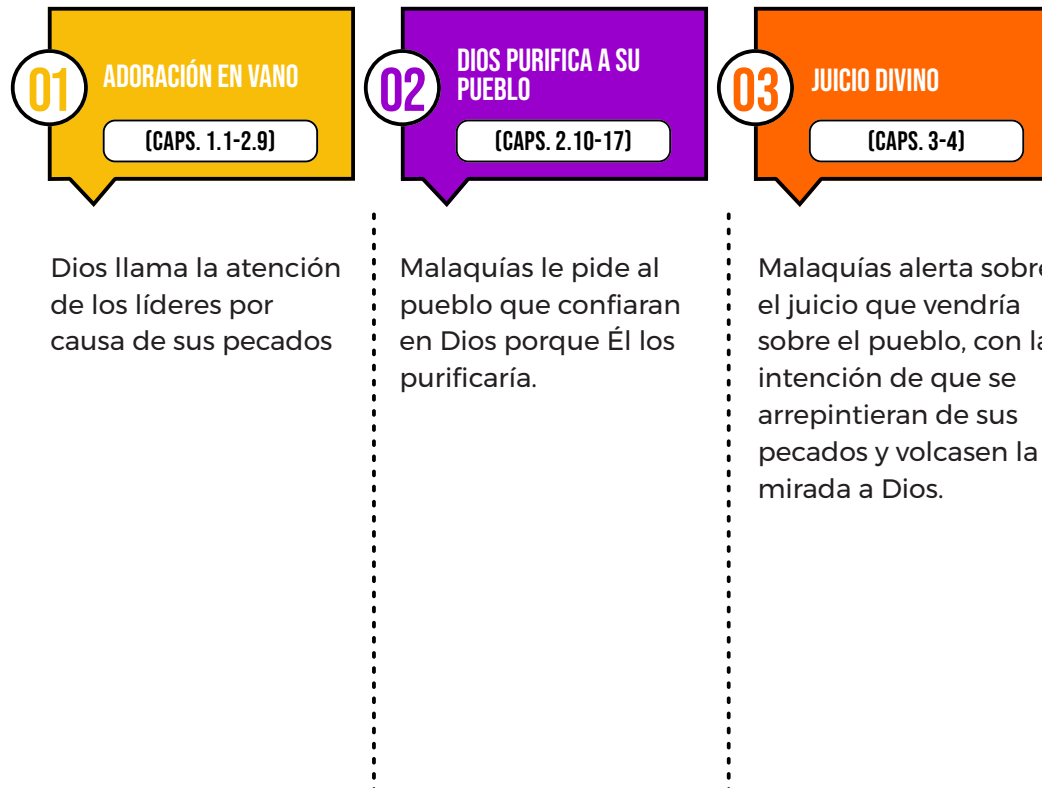 01
ADORACIÓN EN VANO
(CAPS. 1.1-2.9)
Dios llama la atención
de los líderes por
causa de sus pecados
02
DIOS PURIFICA A SU
PUEBLO
(CAPS. 2.10-17)
Malaquías le pide al
pueblo que confiaran
en Dios porque Él los
purificaría.
03
JUICIO DIVINO
(CAPS. 3-4)
Malaquías alerta sobre
el juicio que vendría
sobre el pueblo, con la
intención de que se
arrepintieran de sus
pecados y volcasen la
mirada a Dios.